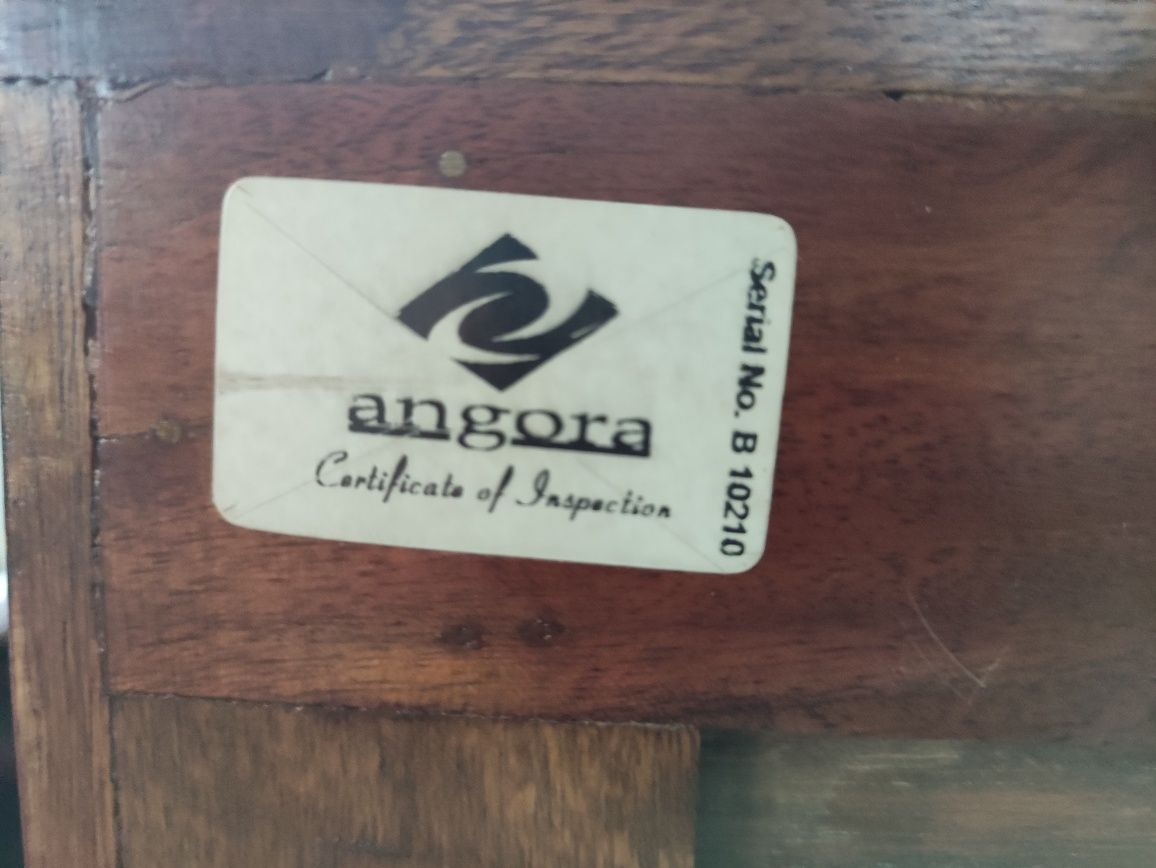 angora
Certificate of Inspection
Serial No. B 10210